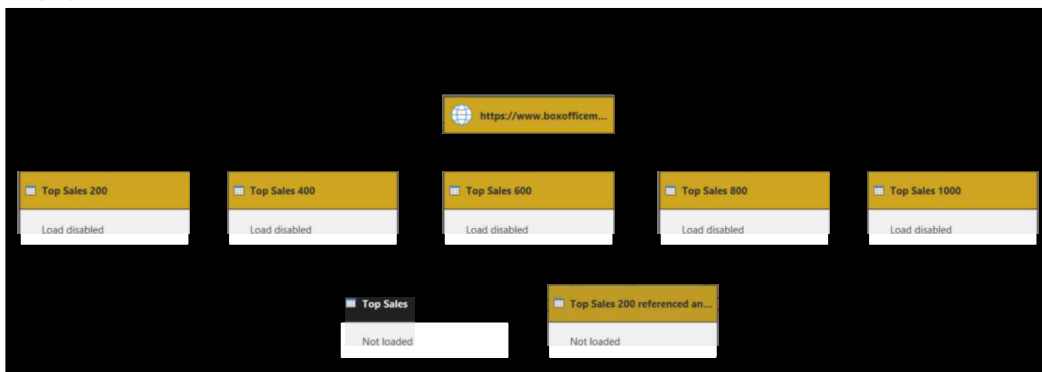 https://www.boxofficem...
Top Sales 200
Top Sales 400
Top Sales 600
Top Sales 800
Top Sales 1000
Load disabled
Load disabled
Load disabled
Load disabled
Load disabled
Top Sales
Top Sales 200 referenced an...
Not loaded
Not loaded